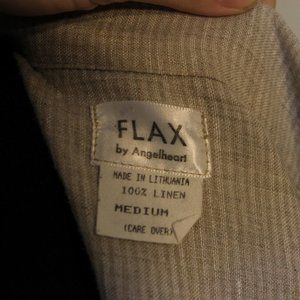 FLAX
by Angelheart
MADE IN LITHUANIA
100% LINEN
MEDIUM
(CARE OVER)